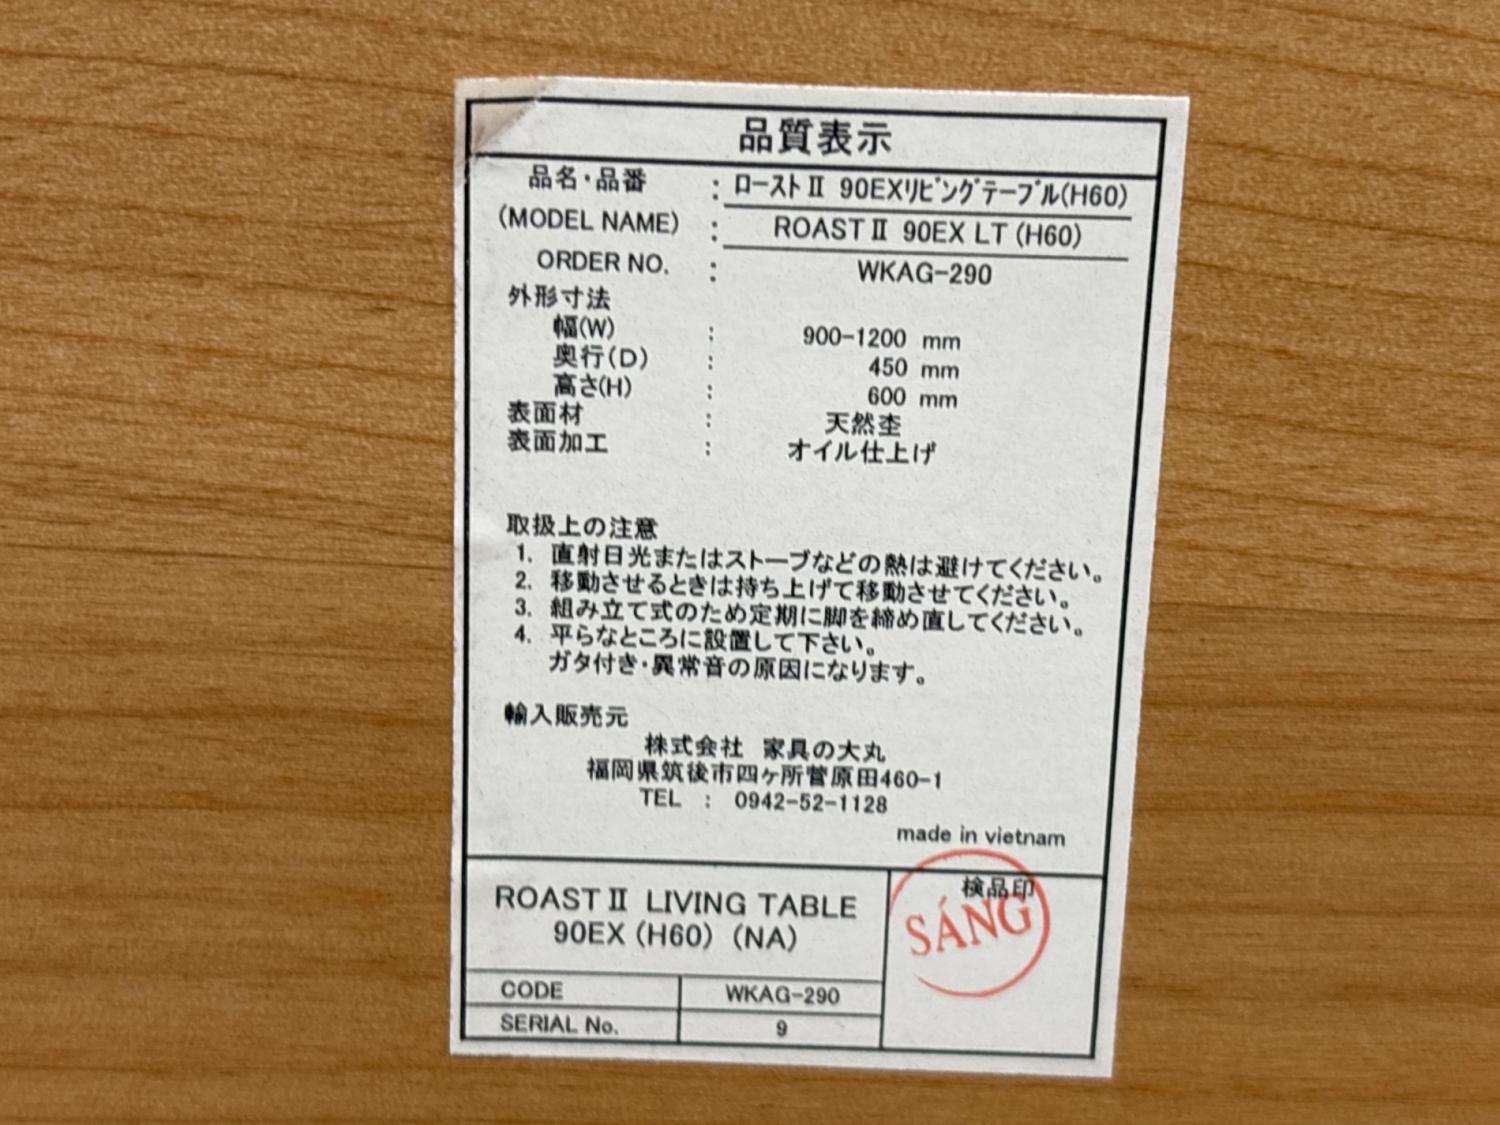 品質表示
品名・品番 : ﾛｰｽﾄⅡ 90EXﾘﾋﾞﾝｸﾞﾃｰﾌﾞﾙ(H60)
(MODEL NAME) : ROASTⅡ 90EX LT (H60)
ORDER NO. : WKAG-290
外形寸法
幅(W) : 900-1200 mm
奥行(D) : 450 mm
高さ(H) : 600 mm
表面材 : 天然杢
表面加工 : オイル仕上げ
取扱上の注意
1. 直射日光またはストーブなどの熱は避けてください。
2. 移動させるときは持ち上げて移動させてください。
3. 組み立て式のため定期に脚を締め直してください。
4. 平らなところに設置して下さい。
ガタ付き・異常音の原因になります。
輸入販売元
株式会社 家具の大丸
福岡県筑後市四ヶ所菅原田460-1
TEL : 0942-52-1128
made in vietnam
ROASTⅡ LIVING TABLE
90EX (H60) (NA)
検品印
SÁNG
CODE WKAG-290
SERIAL No. 9